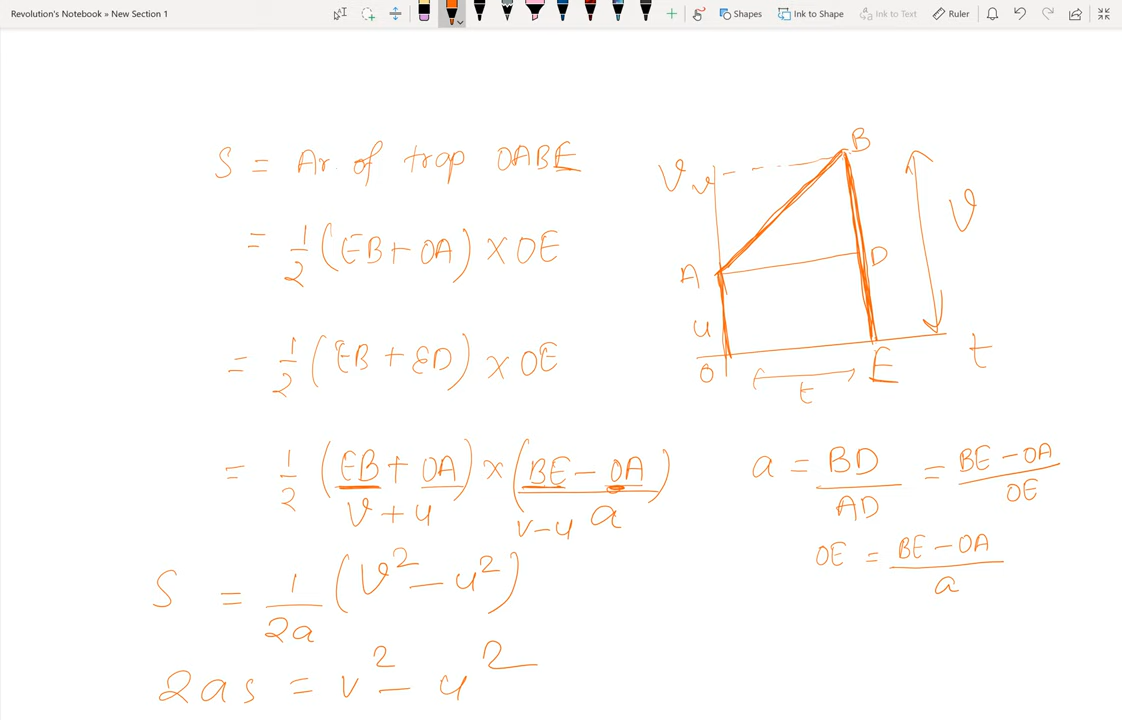 Revolution's Notebook » New Section 1
Shapes
Ink to Shape
Ink to Text
Ruler
S = Ar. of trap OABE
= 1/2 (EB + OA) × OE
= 1/2 (EB + ED) × OE
= 1/2 (EB + OA) × (BE - OA)/a
v + u
v - u
S = 1/2a (v² - u²)
2as = v² - u²
B
V
v
v
A
D
u
O
E
t
t
a = BD/AD = BE - OA/OE
OE = BE - OA/a